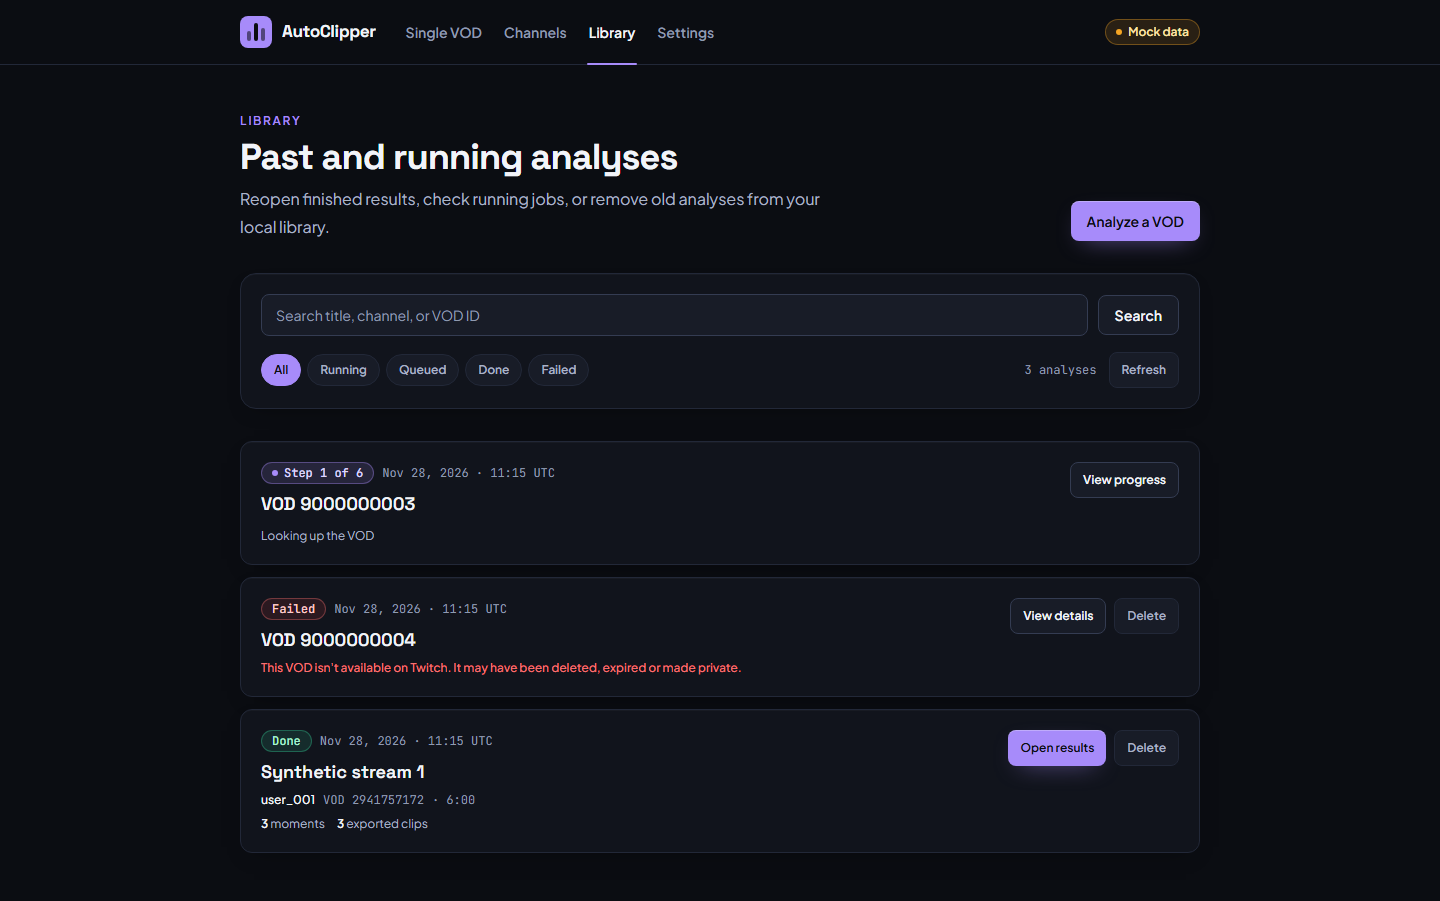 AutoClipper Single VOD Channels Library Settings Mock data
LIBRARY
Past and running analyses
Reopen finished results, check running jobs, or remove old analyses from your
local library.
Analyze a VOD
Search title, channel, or VOD ID Search
All Running Queued Done Failed 3 analyses Refresh
Step 1 of 6 Nov 28, 2026 · 11:15 UTC
View progress
VOD 9000000003
Looking up the VOD
Failed Nov 28, 2026 · 11:15 UTC
View details Delete
VOD 9000000004
This VOD isn't available on Twitch. It may have been deleted, expired or made private.
Done Nov 28, 2026 · 11:15 UTC
Open results Delete
Synthetic stream 1
user_001 VOD 2941757172 · 6:00
3 moments 3 exported clips